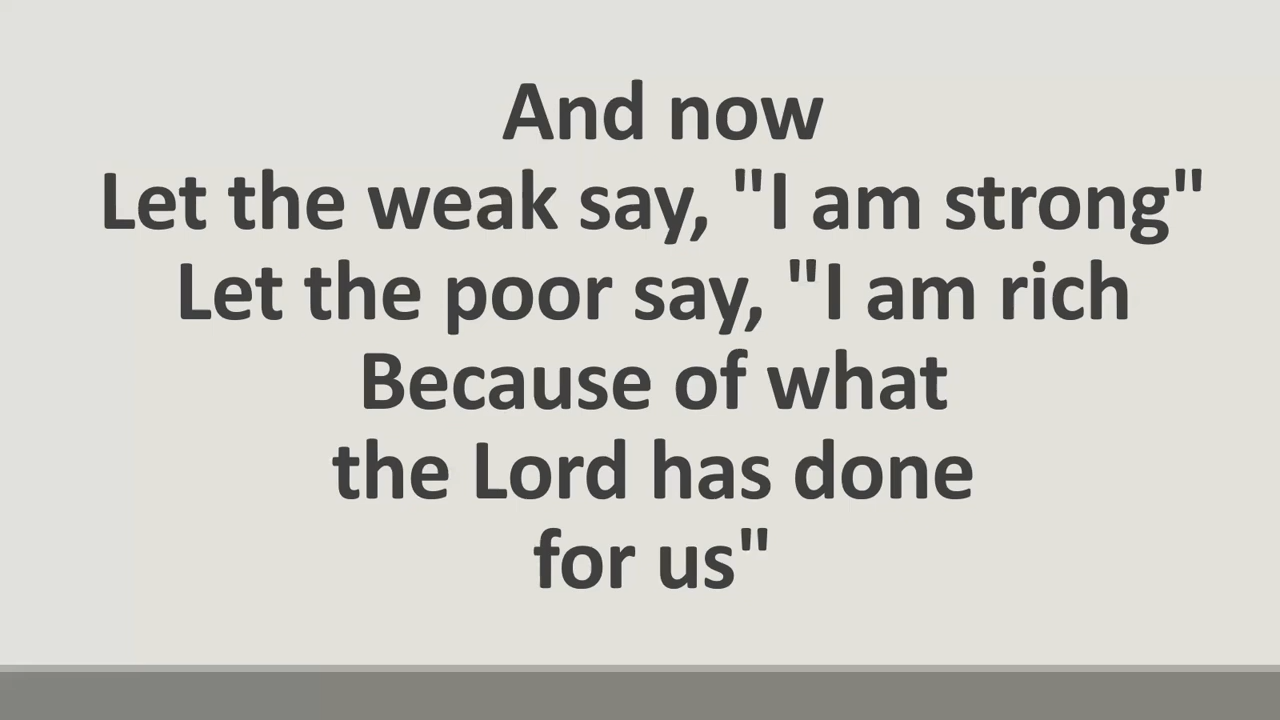 And now
Let the weak say, "I am strong"
Let the poor say, "I am rich
Because of what
the Lord has done
for us"